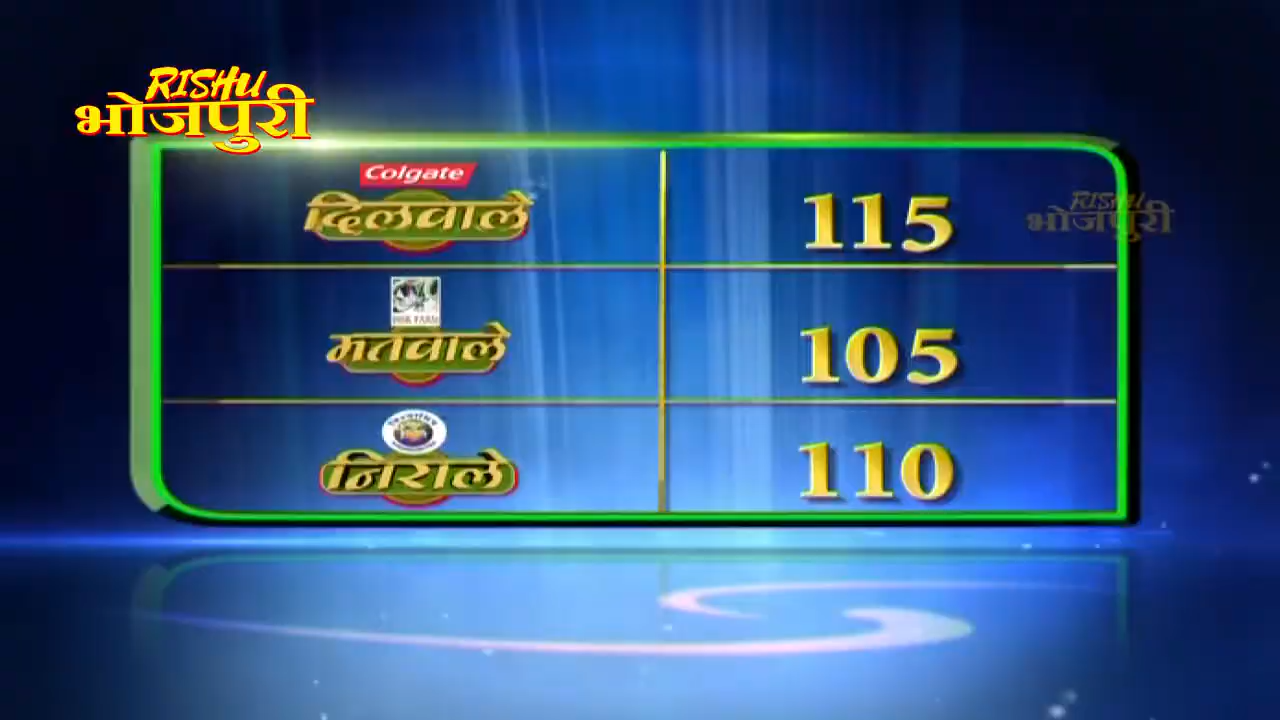 RISHU
भोजपुरी
Colgate
दिलवाले
115
RISHU
भोजपुरी
मतवाले
105
निराले
110